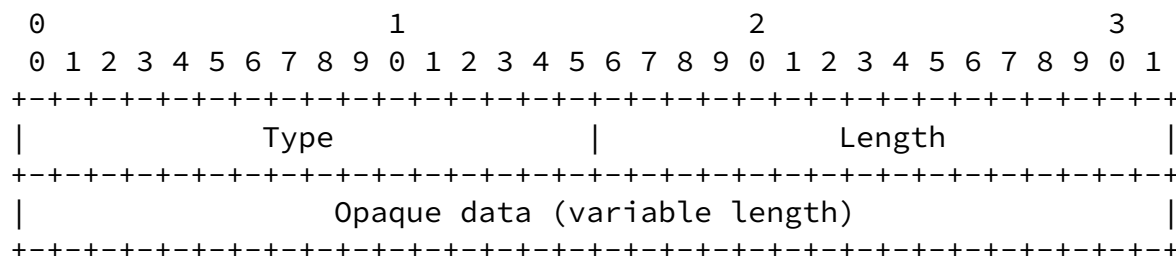 0                   1                   2                   3
 0 1 2 3 4 5 6 7 8 9 0 1 2 3 4 5 6 7 8 9 0 1 2 3 4 5 6 7 8 9 0 1
+-+-+-+-+-+-+-+-+-+-+-+-+-+-+-+-+-+-+-+-+-+-+-+-+-+-+-+-+-+-+-+-+
|             Type              |             Length            |
+-+-+-+-+-+-+-+-+-+-+-+-+-+-+-+-+-+-+-+-+-+-+-+-+-+-+-+-+-+-+-+-+
|                 Opaque data (variable length)                 |
+-+-+-+-+-+-+-+-+-+-+-+-+-+-+-+-+-+-+-+-+-+-+-+-+-+-+-+-+-+-+-+-+